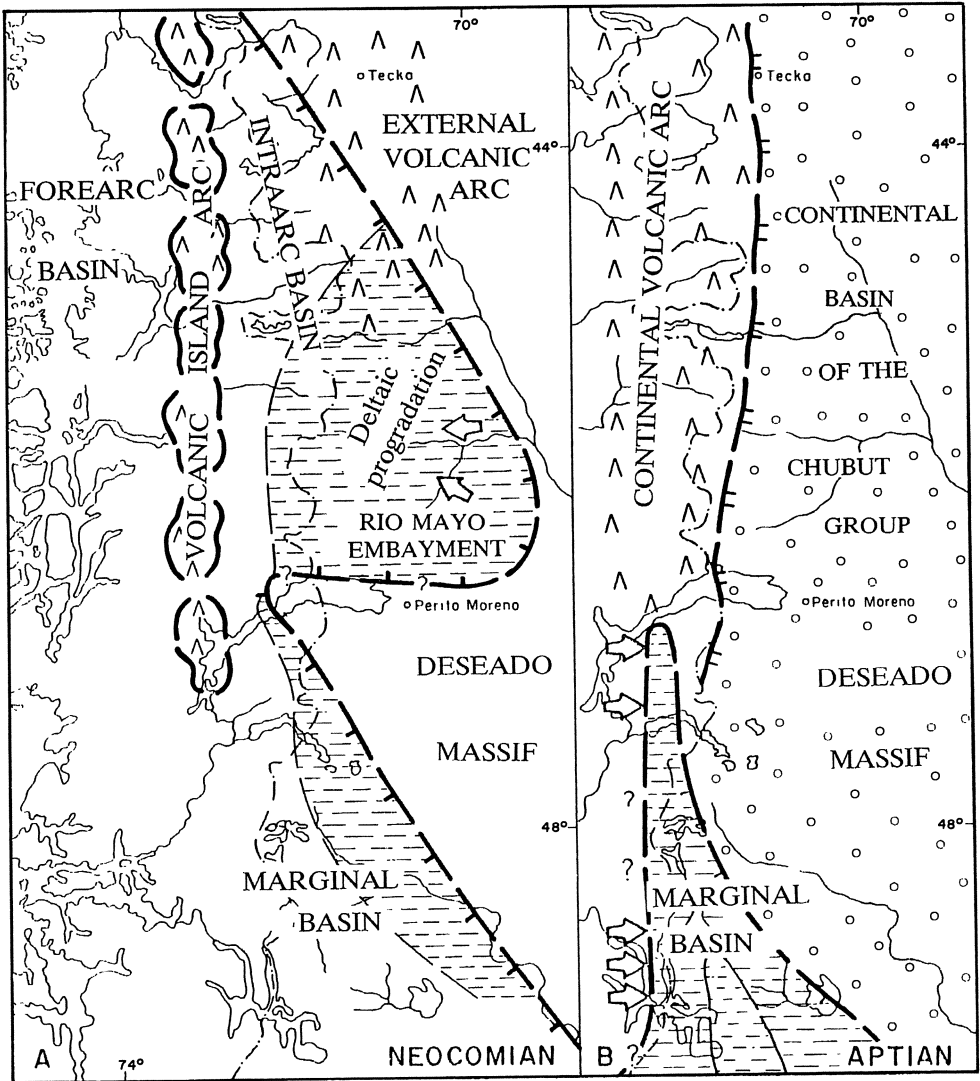 70°
Tecka
EXTERNAL
VOLCANIC
ARC
44°
FOREARC
BASIN
VOLCANIC ISLAND ARC
INTRAARC BASIN
Deltaic
progradation
RIO MAYO
EMBAYMENT
?
Perito Moreno
DESEADO
MASSIF
48°
MARGINAL
BASIN
A
74°
NEOCOMIAN
70°
Tecka
44°
CONTINENTAL VOLCANIC ARC
CONTINENTAL
BASIN
OF THE
CHUBUT
GROUP
Perito Moreno
DESEADO
MASSIF
48°
?
?
MARGINAL
BASIN
B
?
APTIAN